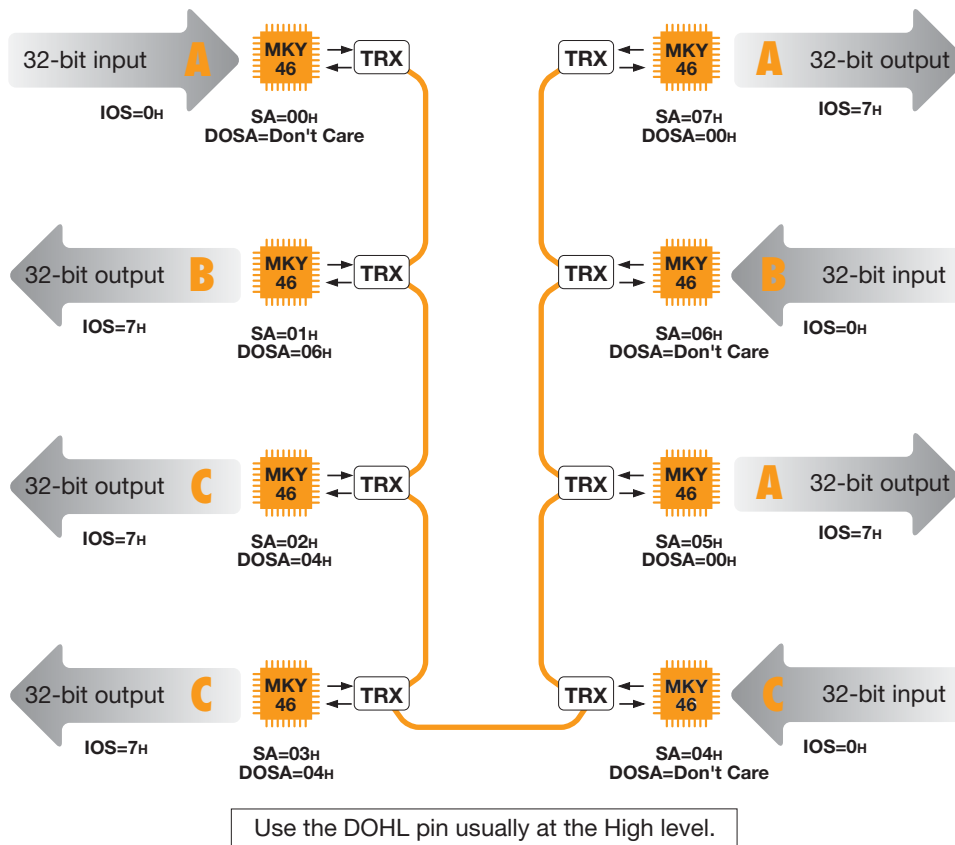 32-bit input A
MKY
46
TRX
IOS=0H
SA=00H
DOSA=Don't Care
TRX
MKY
46
A 32-bit output
IOS=7H
SA=07H
DOSA=00H
32-bit output B
MKY
46
TRX
IOS=7H
SA=01H
DOSA=06H
TRX
MKY
46
B 32-bit input
IOS=0H
SA=06H
DOSA=Don't Care
32-bit output C
MKY
46
TRX
IOS=7H
SA=02H
DOSA=04H
TRX
MKY
46
A 32-bit output
IOS=7H
SA=05H
DOSA=00H
32-bit output C
MKY
46
TRX
IOS=7H
SA=03H
DOSA=04H
TRX
MKY
46
C 32-bit input
IOS=0H
SA=04H
DOSA=Don't Care
Use the DOHL pin usually at the High level.